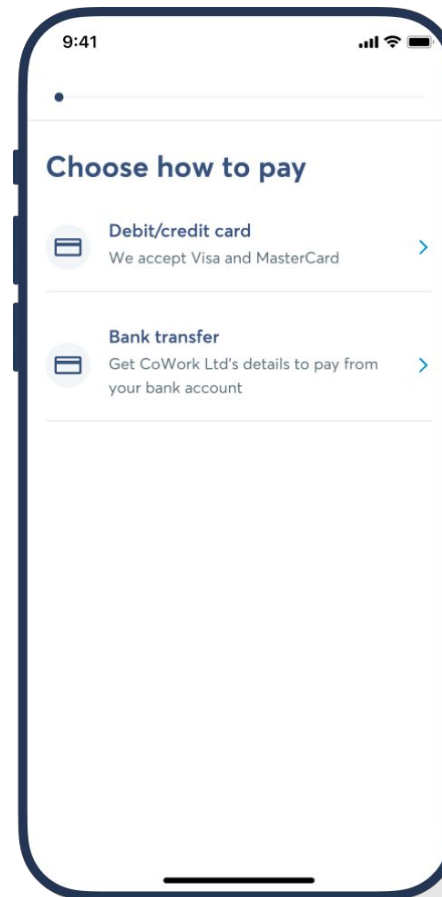 9:41
Choose how to pay
Debit/credit card
We accept Visa and MasterCard
Bank transfer
Get CoWork Ltd's details to pay from
your bank account